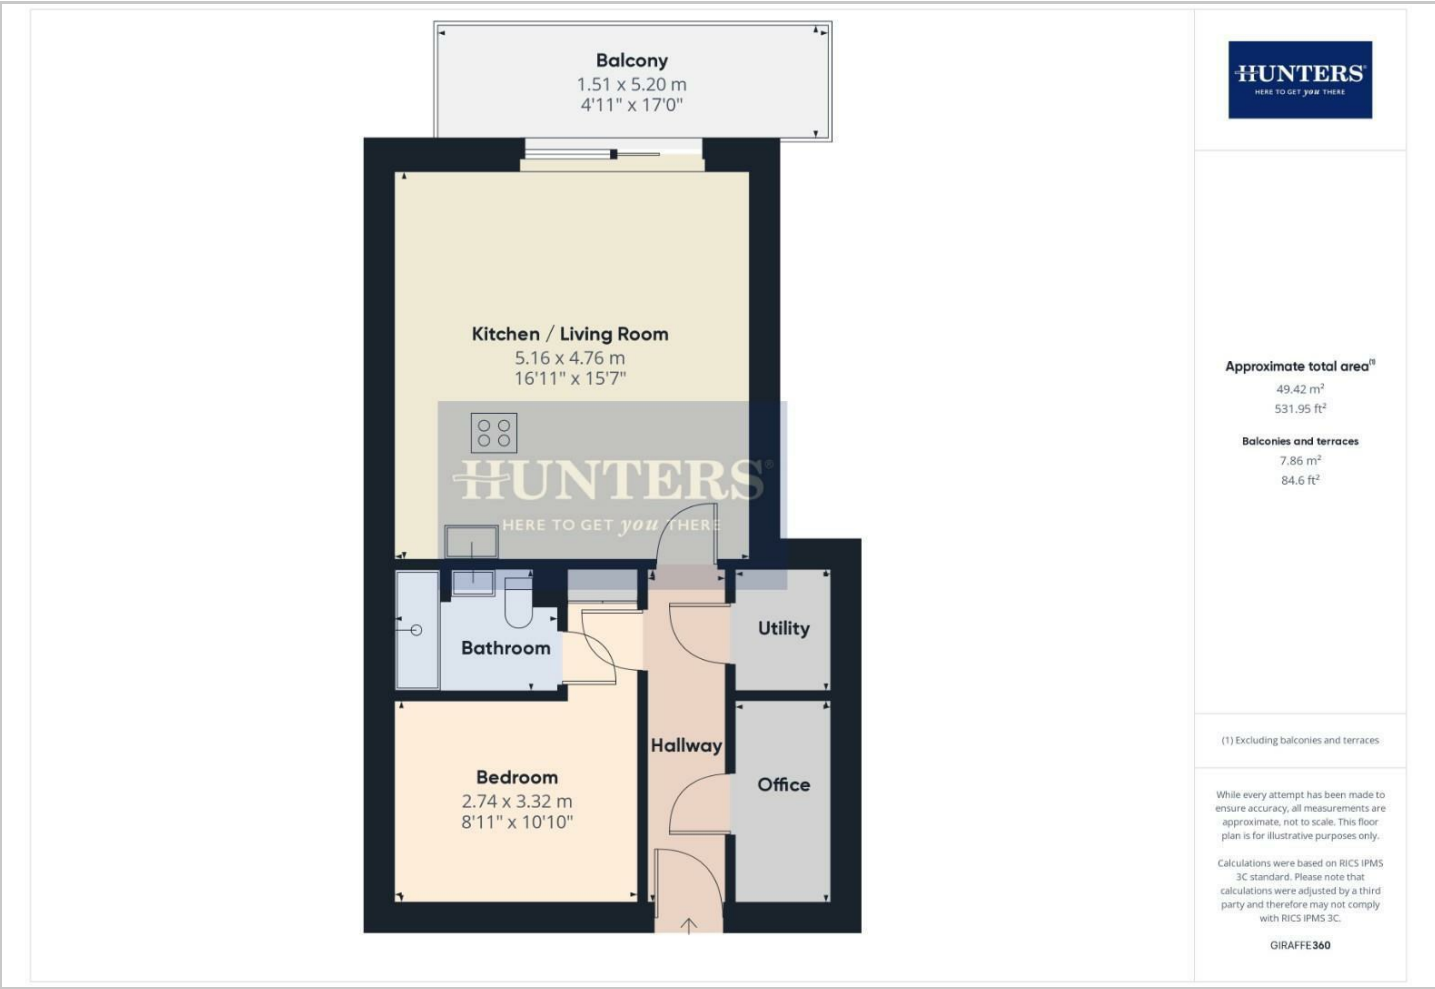 Balcony
1.51 x 5.20 m
4'11" x 17'0"
Kitchen / Living Room
5.16 x 4.76 m
16'11" x 15'7"
HUNTERS®
HERE TO GET you THERE
Bathroom
Utility
Hallway
Office
Bedroom
2.74 x 3.32 m
8'11" x 10'10"
HUNTERS®
HERE TO GET you THERE
Approximate total area⁽¹⁾
49.42 m²
531.95 ft²
Balconies and terraces
7.86 m²
84.6 ft²
(1) Excluding balconies and terraces
While every attempt has been made to
ensure accuracy, all measurements are
approximate, not to scale. This floor
plan is for illustrative purposes only.
Calculations were based on RICS IPMS
3C standard. Please note that
calculations were adjusted by a third
party and therefore may not comply
with RICS IPMS 3C.
GIRAFFE360